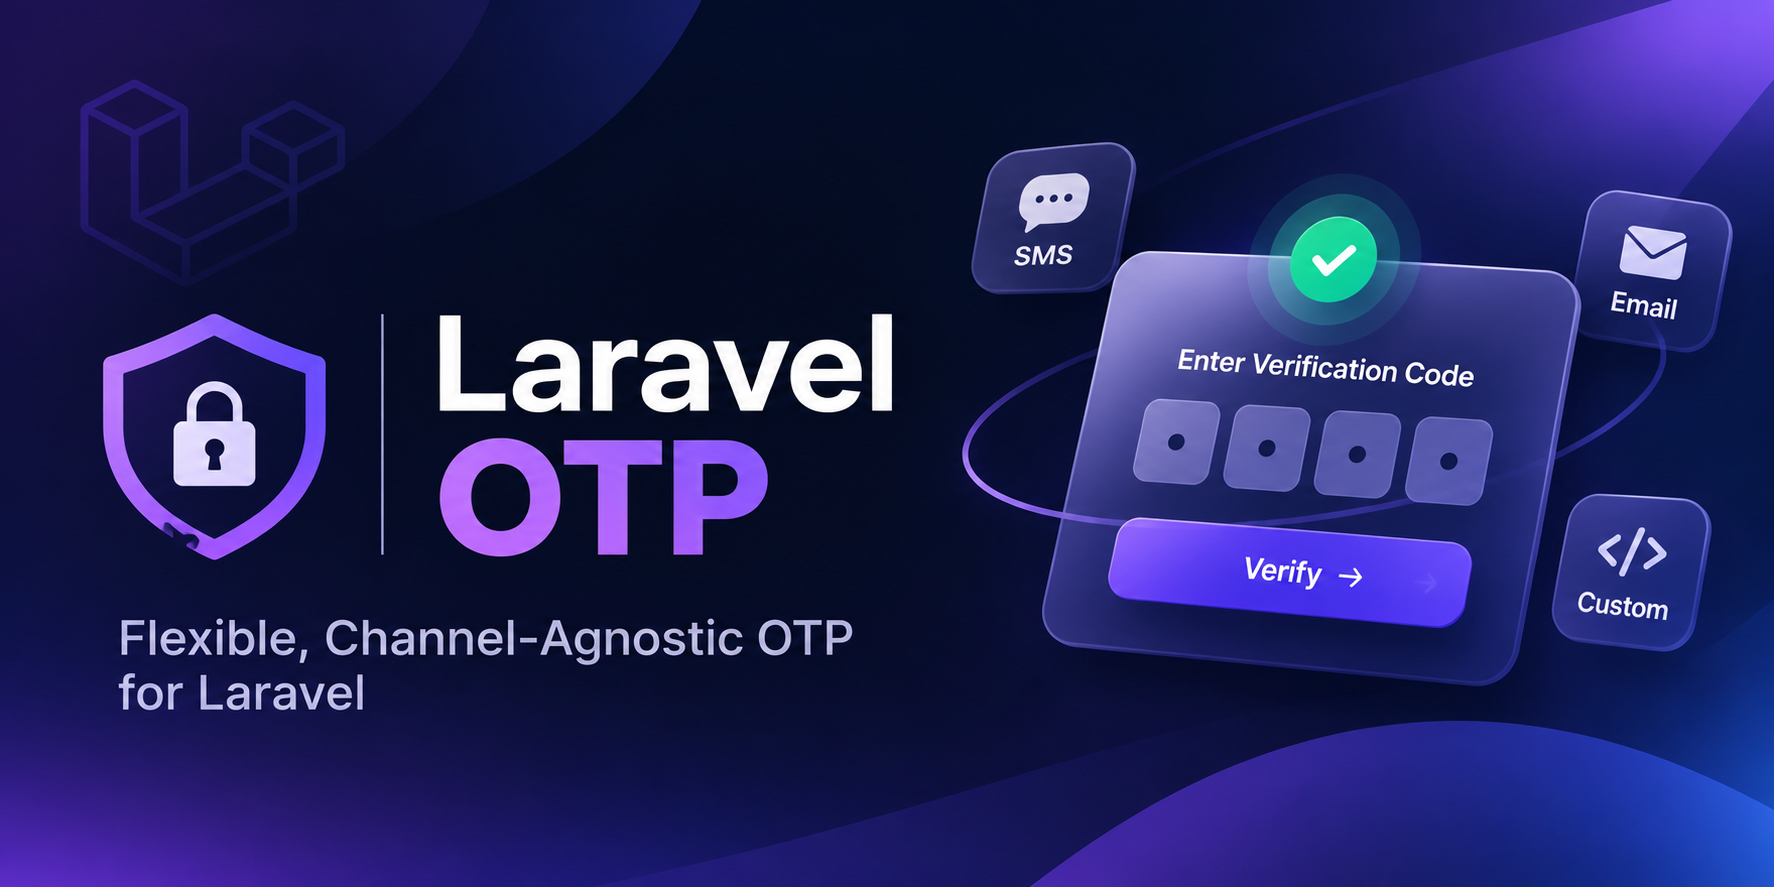 Laravel
OTP
Flexible, Channel-Agnostic OTP
for Laravel
SMS
Email
Enter Verification Code
Verify →
Custom